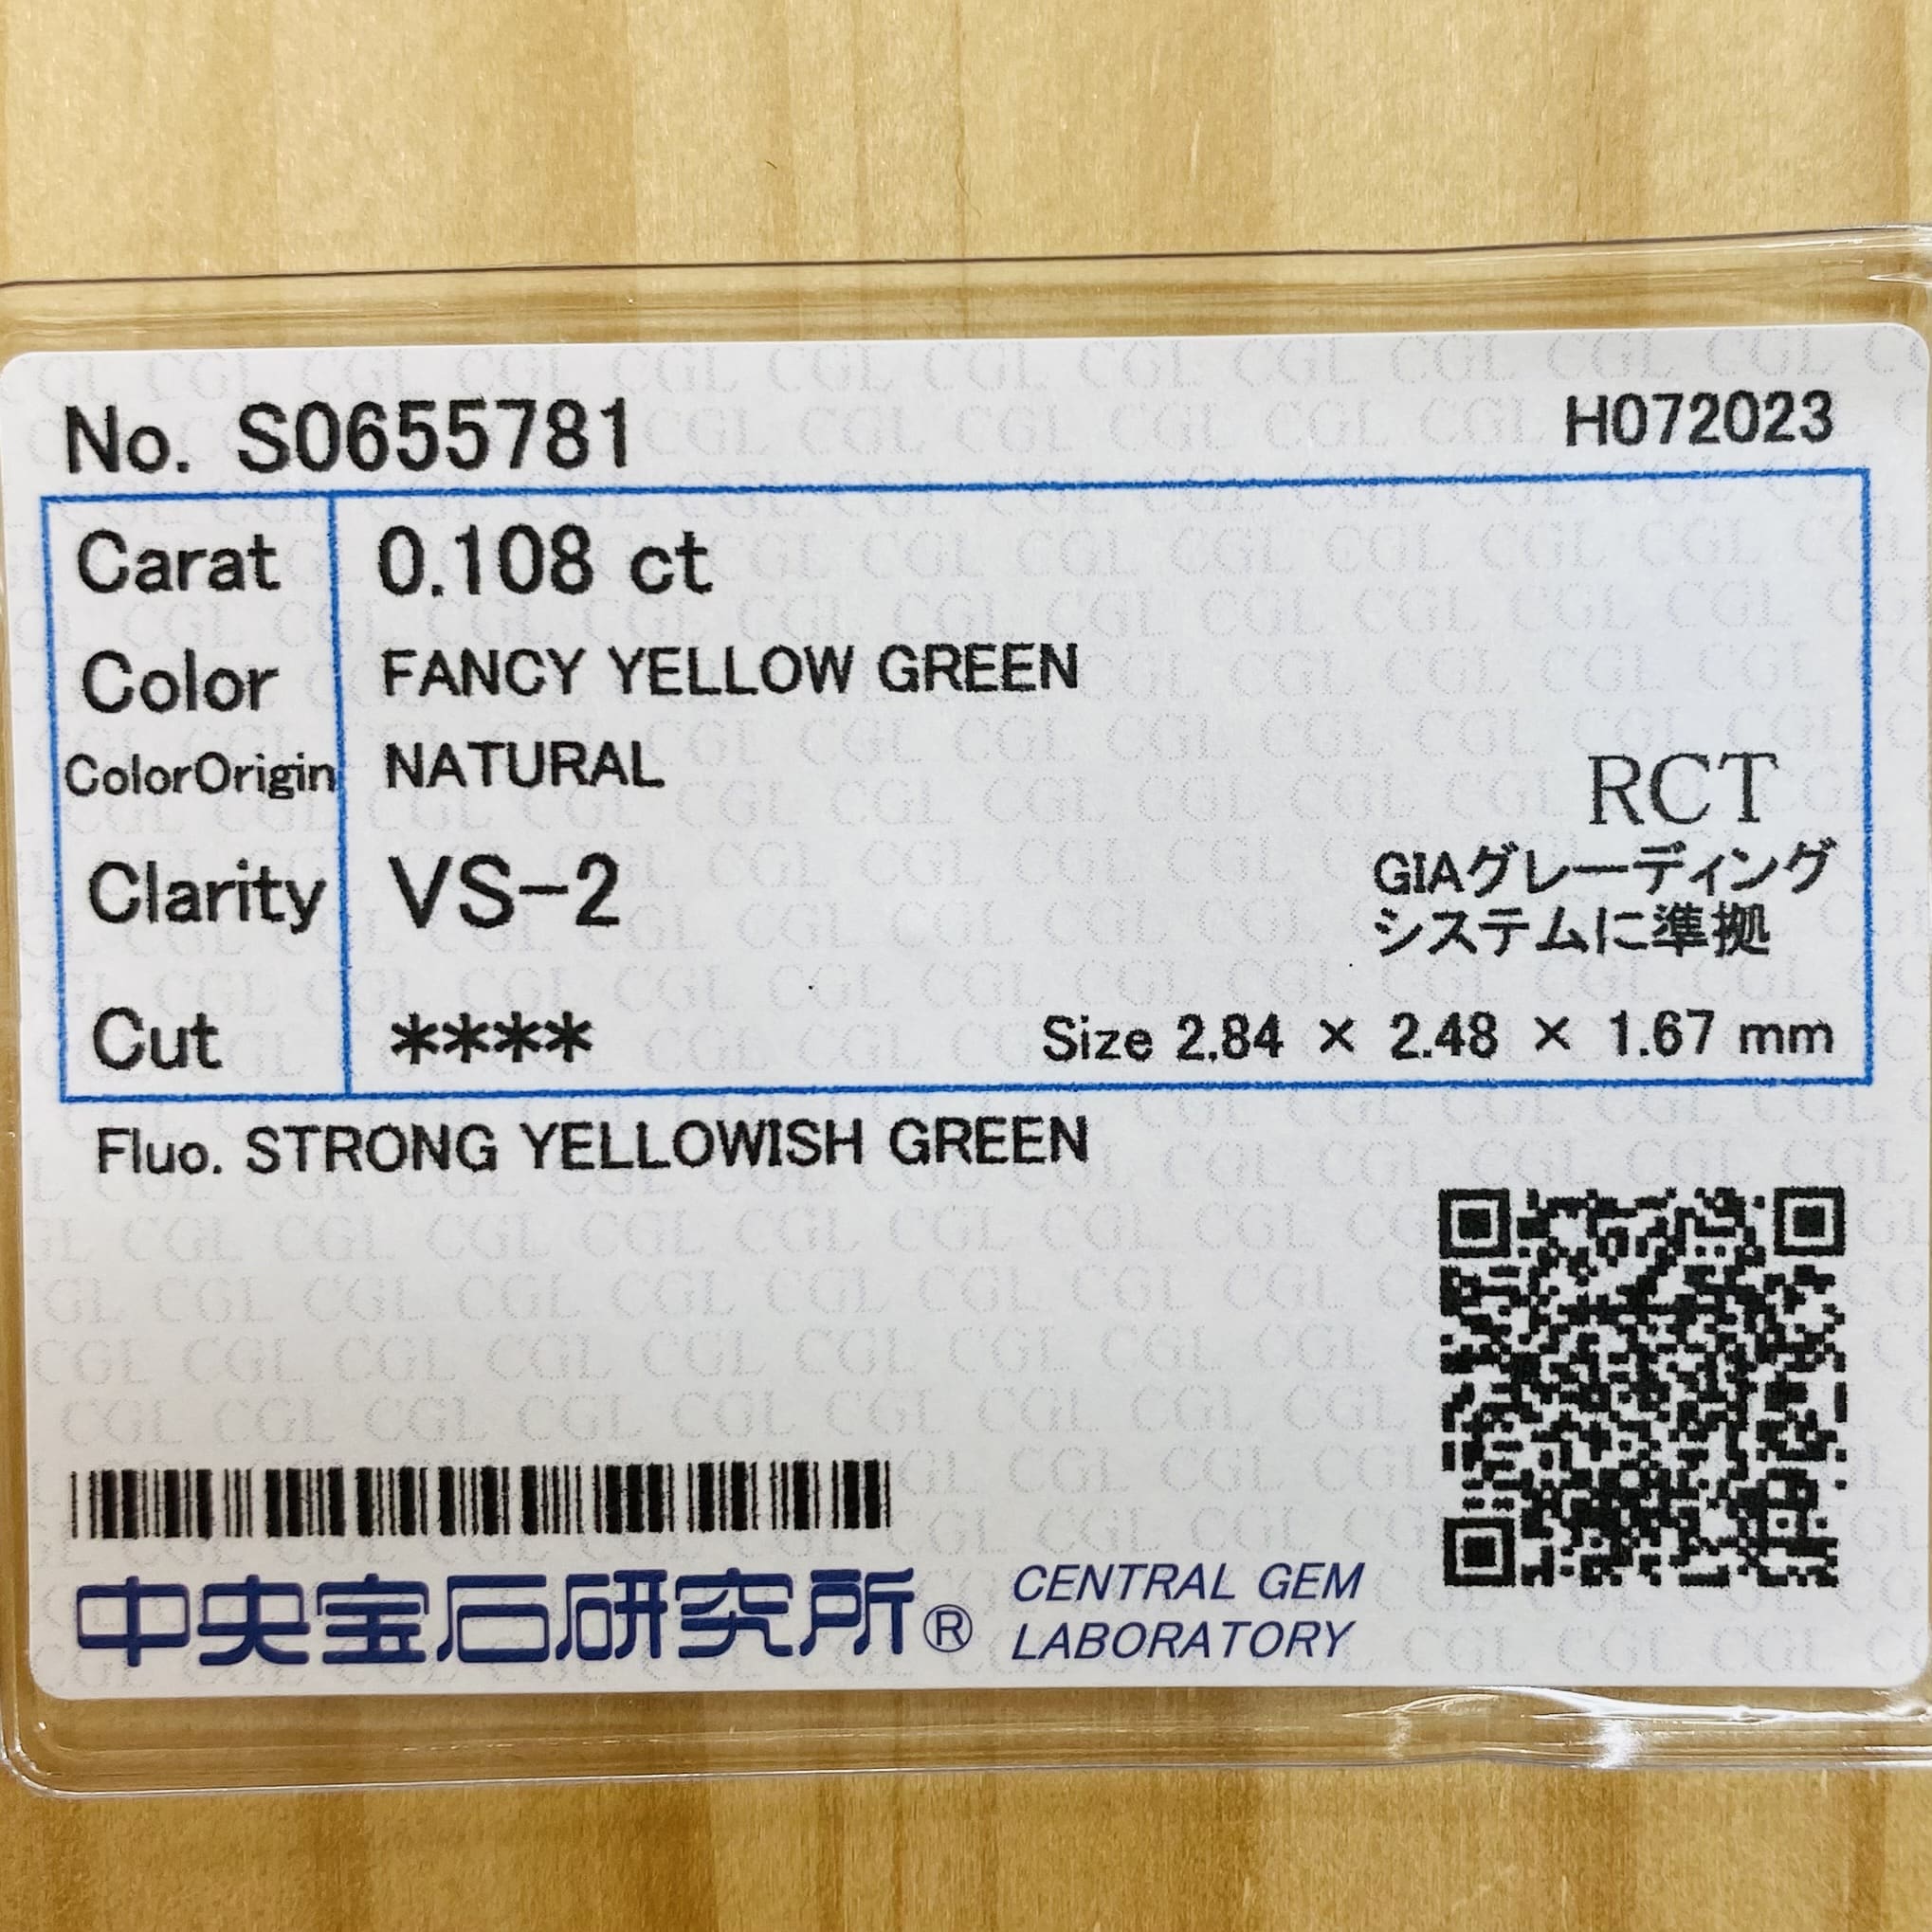 No. S0655781 H072023
Carat 0.108 ct
Color FANCY YELLOW GREEN
ColorOrigin NATURAL
RCT
Clarity VS-2
GIAグレーディング
システムに準拠
Cut **** Size 2.84 × 2.48 × 1.67 mm
Fluo. STRONG YELLOWISH GREEN
中央宝石研究所® CENTRAL GEM
LABORATORY